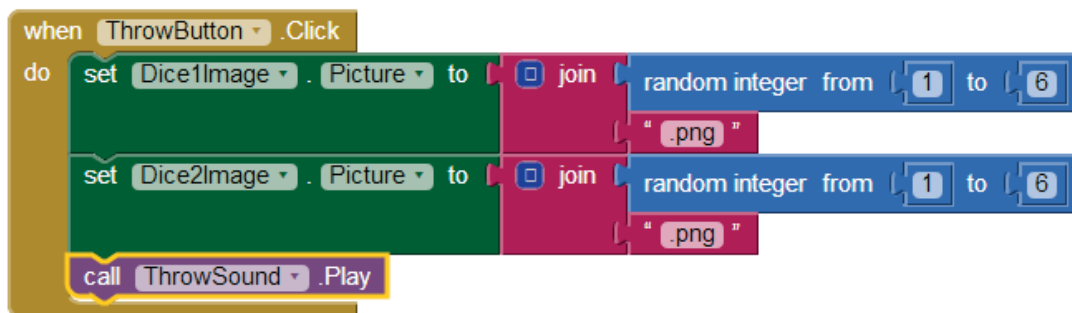 when ThrowButton .Click
do set Dice1Image . Picture to join random integer from 1 to 6
“ .png ”
set Dice2Image . Picture to join random integer from 1 to 6
“ .png ”
call ThrowSound .Play